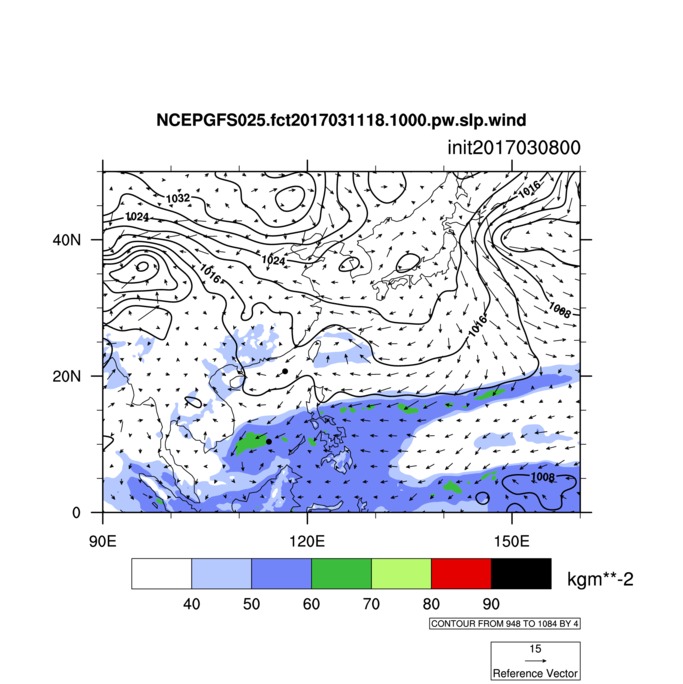 NCEPGFS025.fct2017031118.1000.pw.slp.wind
init2017030800
1016
1032
1024
40N
1024
1016
1008
1016
20N
1008
0
90E 120E 150E
kgm**-2
40 50 60 70 80 90
CONTOUR FROM 948 TO 1084 BY 4
15
Reference Vector